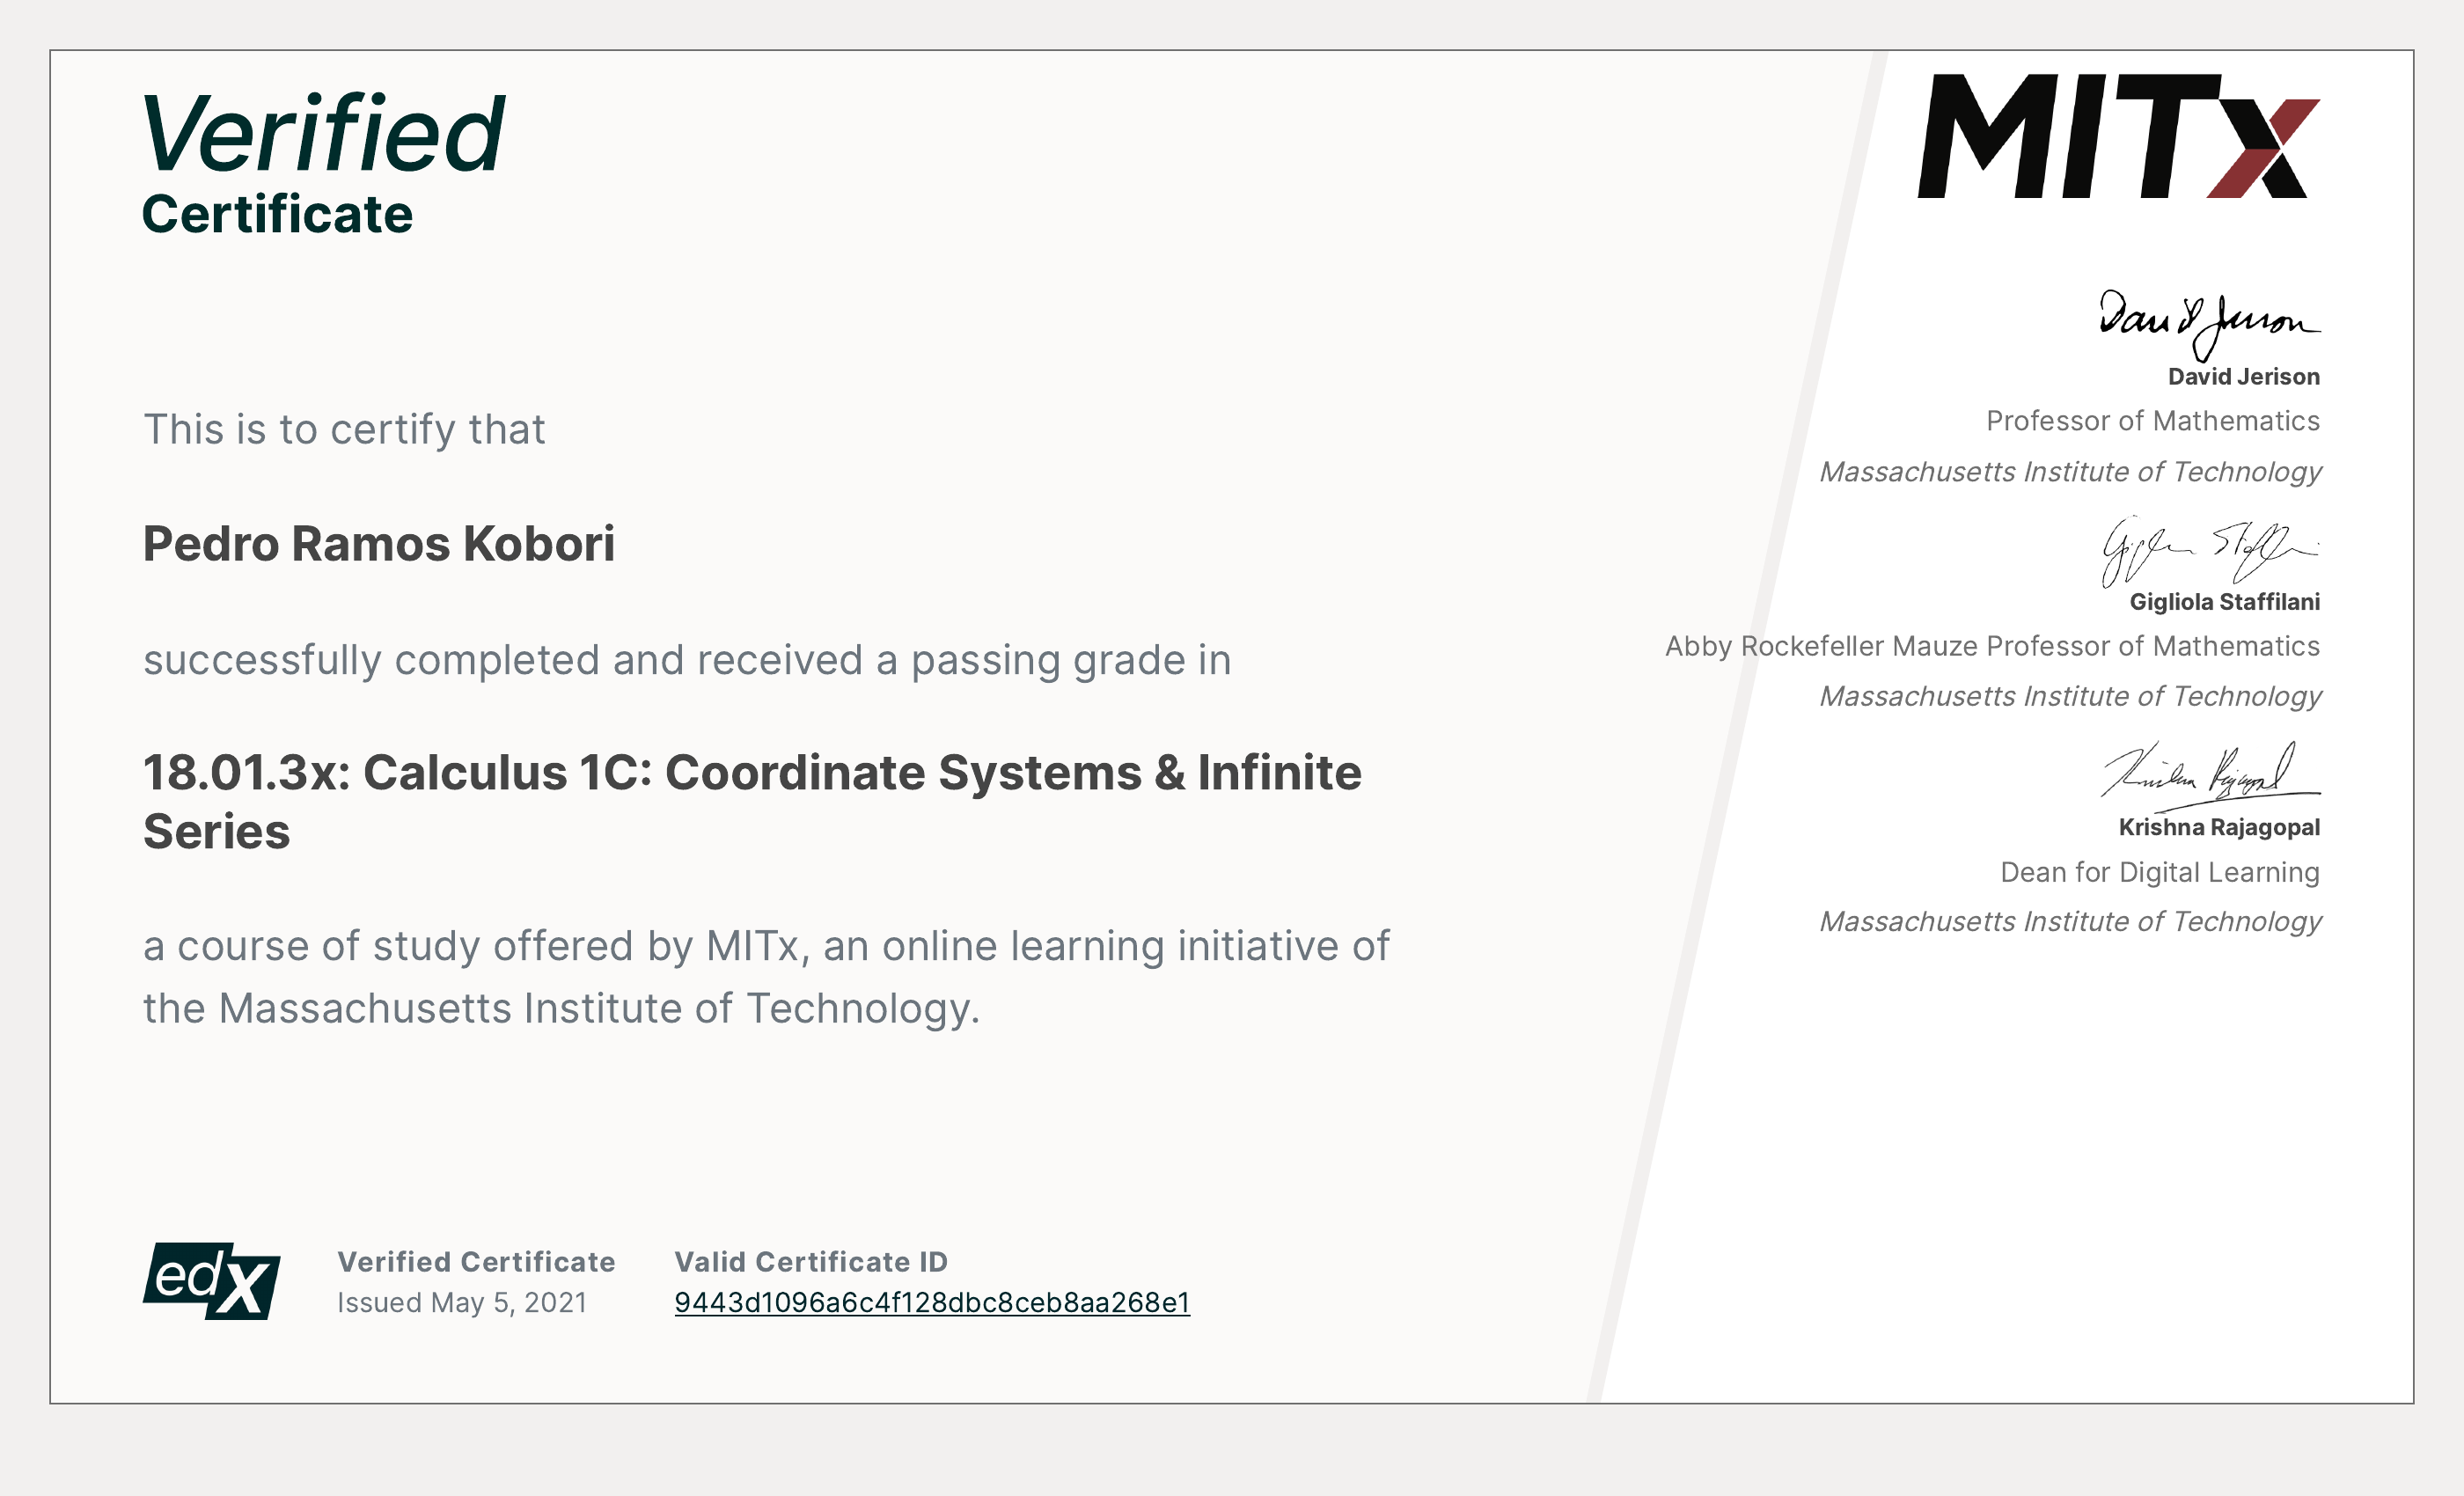 Verified
Certificate
This is to certify that
Pedro Ramos Kobori
successfully completed and received a passing grade in
18.01.3x: Calculus 1C: Coordinate Systems & Infinite
Series
a course of study offered by MITx, an online learning initiative of
the Massachusetts Institute of Technology.
edX
Verified Certificate
Issued May 5, 2021
Valid Certificate ID
9443d1096a6c4f128dbc8ceb8aa268e1
MITx
David Jerison
David Jerison
Professor of Mathematics
Massachusetts Institute of Technology
Gigliola Staffilani
Abby Rockefeller Mauze Professor of Mathematics
Massachusetts Institute of Technology
Krishna Rajagopal
Krishna Rajagopal
Dean for Digital Learning
Massachusetts Institute of Technology